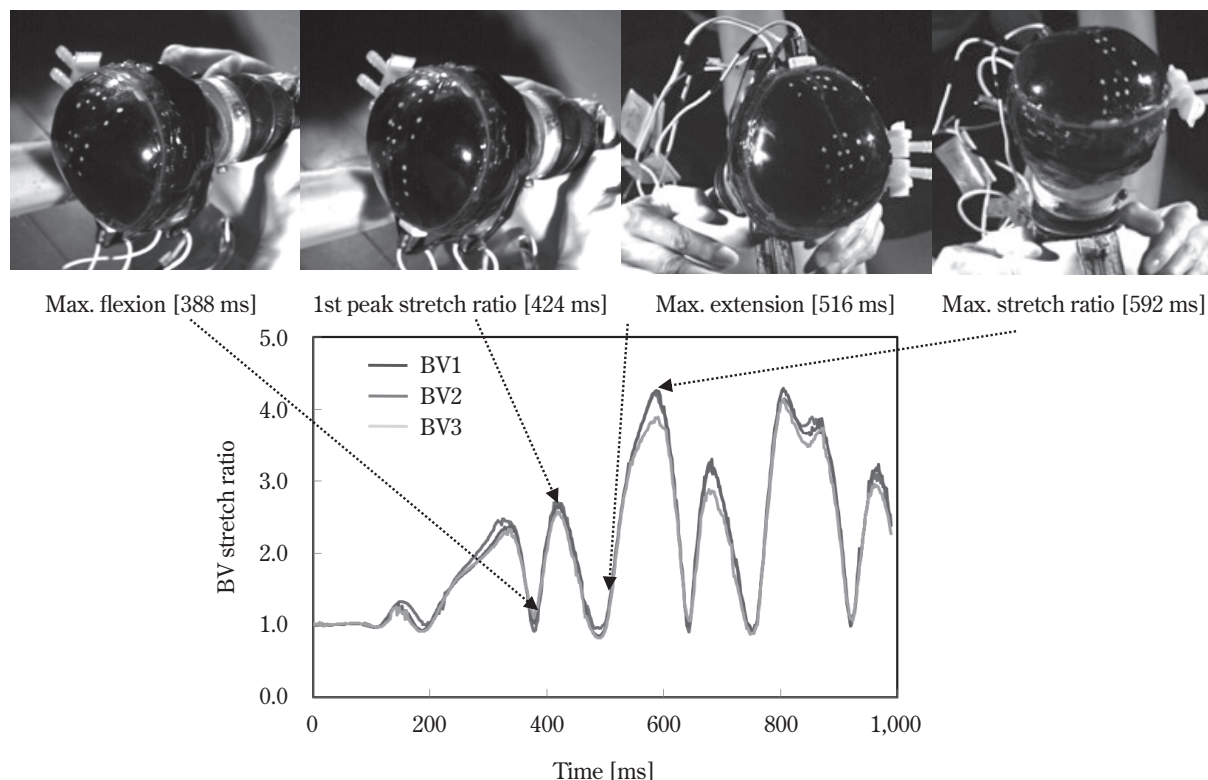 Max. flexion [388 ms]
1st peak stretch ratio [424 ms]
Max. extension [516 ms]
Max. stretch ratio [592 ms]
5.0
4.0
3.0
2.0
1.0
0.0
BV stretch ratio
BV1
BV2
BV3
0
200
400
600
800
1,000
Time [ms]